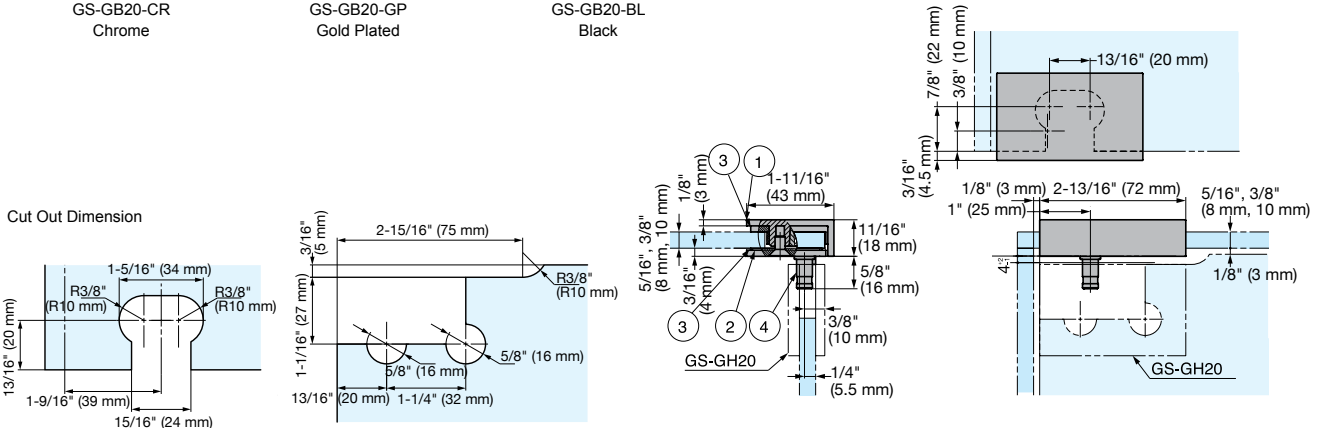 GS-GB20-CR
Chrome
GS-GB20-GP
Gold Plated
GS-GB20-BL
Black
Cut Out Dimension
1-5/16" (34 mm)
R3/8"
(R10 mm)
R3/8"
(R10 mm)
13/16" (20 mm)
1-9/16" (39 mm)
15/16" (24 mm)
3/16"
(5 mm)
2-15/16" (75 mm)
R3/8"
(R10 mm)
1-1/16" (27 mm)
5/8" (16 mm)
5/8" (16 mm)
13/16" (20 mm)
1-1/4" (32 mm)
3
1
1/8"
(3 mm)
1-11/16"
(43 mm)
5/16", 3/8"
(8 mm, 10 mm)
11/16"
(18 mm)
3/16"
(4 mm)
5/8"
(16 mm)
3
2
4
3/8"
(10 mm)
GS-GH20
1/4"
(5.5 mm)
7/8" (22 mm)
3/8" (10 mm)
13/16" (20 mm)
3/16"
(4.5 mm)
1/8" (3 mm)
2-13/16" (72 mm)
1" (25 mm)
5/16", 3/8"
(8 mm, 10 mm)
1/8" (3 mm)
GS-GH20